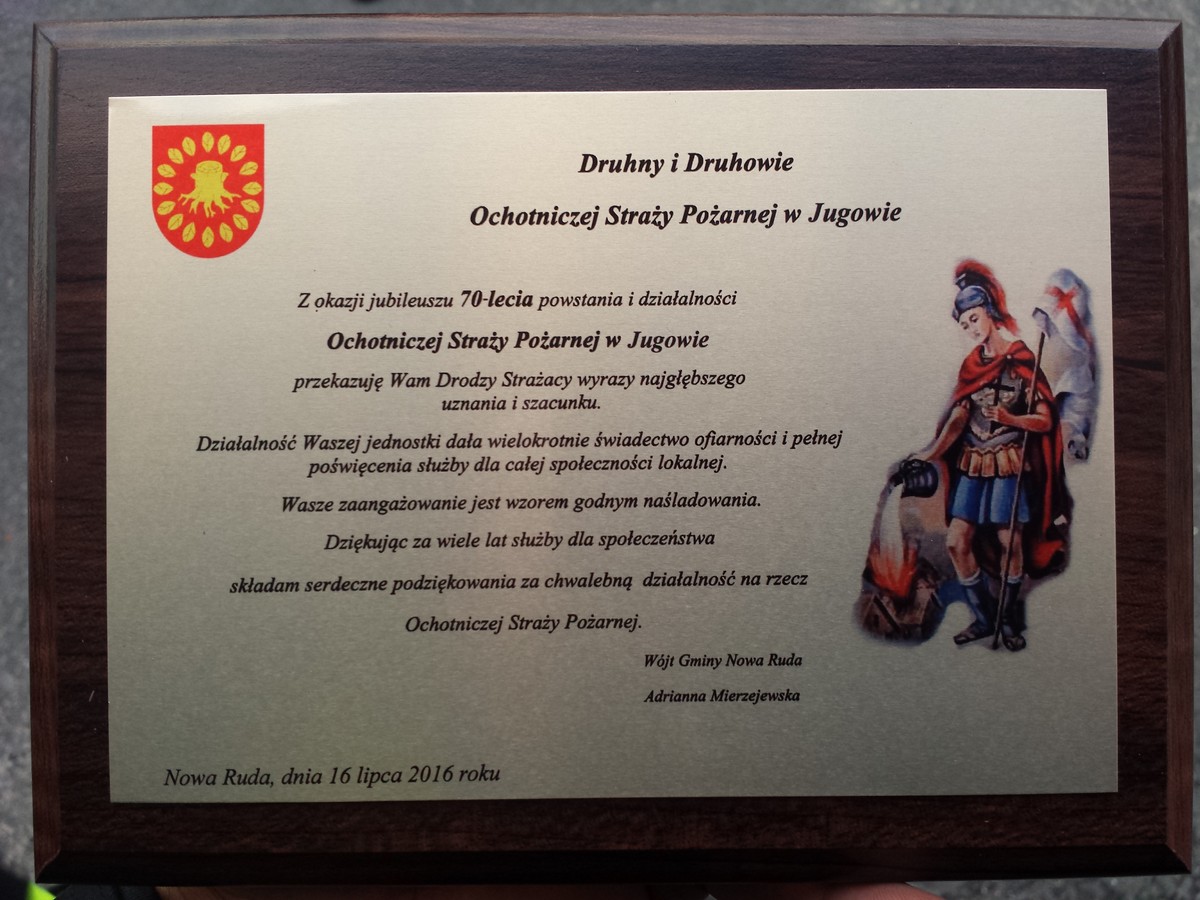 Druhny i Druhowie
Ochotniczej Straży Pożarnej w Jugowie
Z okazji jubileuszu 70-lecia powstania i działalności
Ochotniczej Straży Pożarnej w Jugowie
przekazuję Wam Drodzy Strażacy wyrazy najgłębszego
uznania i szacunku.
Działalność Waszej jednostki dała wielokrotnie świadectwo ofiarności i pełnej
poświęcenia służby dla całej społeczności lokalnej.
Wasze zaangażowanie jest wzorem godnym naśladowania.
Dziękując za wiele lat służby dla społeczeństwa
składam serdeczne podziękowania za chwalebną działalność na rzecz
Ochotniczej Straży Pożarnej.
Wójt Gminy Nowa Ruda
Adrianna Mierzejewska
Nowa Ruda, dnia 16 lipca 2016 roku